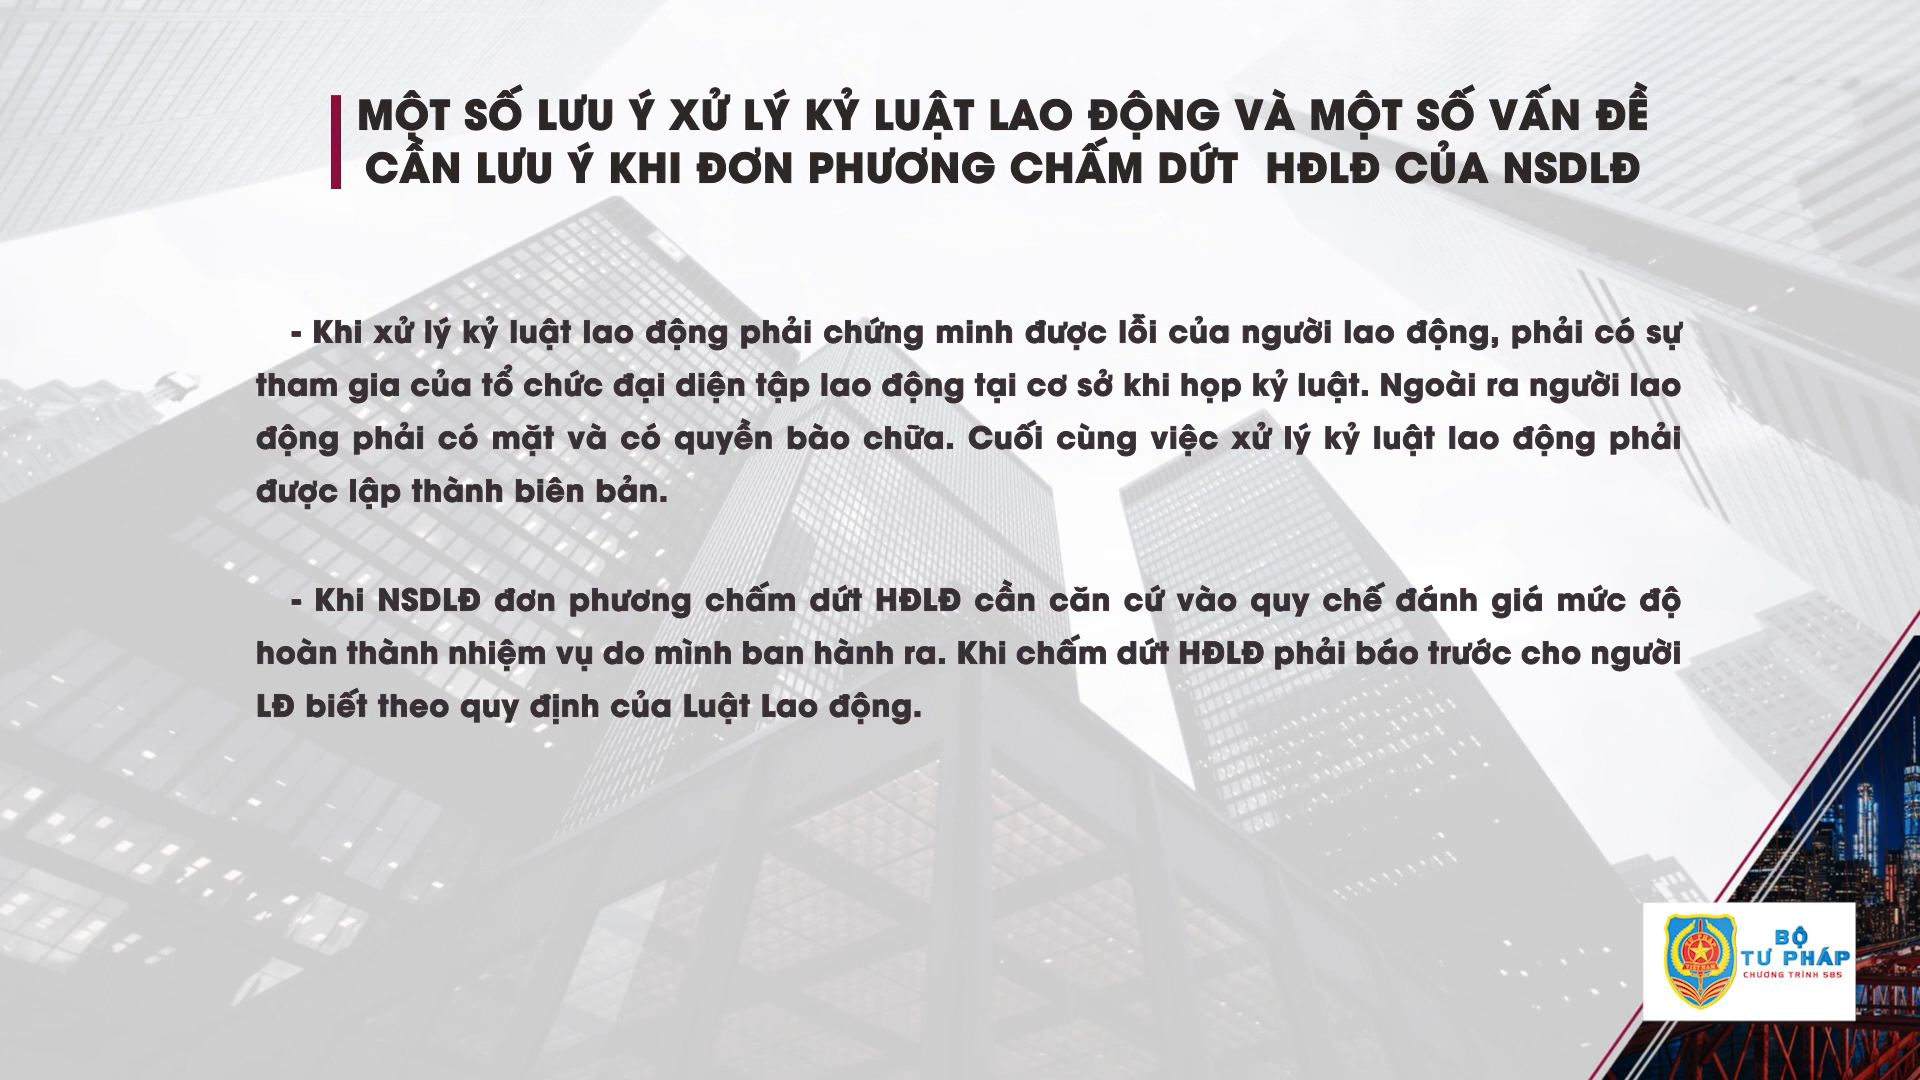 MỘT SỐ LƯU Ý XỬ LÝ KỶ LUẬT LAO ĐỘNG VÀ MỘT SỐ VẤN ĐỀ
CẦN LƯU Ý KHI ĐƠN PHƯƠNG CHẤM DỨT HĐLĐ CỦA NSDLĐ
- Khi xử lý kỷ luật lao động phải chứng minh được lỗi của người lao động, phải có sự
tham gia của tổ chức đại diện tập lao động tại cơ sở khi họp kỷ luật. Ngoài ra người lao
động phải có mặt và có quyền bào chữa. Cuối cùng việc xử lý kỷ luật lao động phải
được lập thành biên bản.
- Khi NSDLĐ đơn phương chấm dứt HĐLĐ cần căn cứ vào quy chế đánh giá mức độ
hoàn thành nhiệm vụ do mình ban hành ra. Khi chấm dứt HĐLĐ phải báo trước cho người
LĐ biết theo quy định của Luật Lao động.
TƯ PHÁP
VIỆT NAM
BỘ
TƯ PHÁP
CHƯƠNG TRÌNH 585